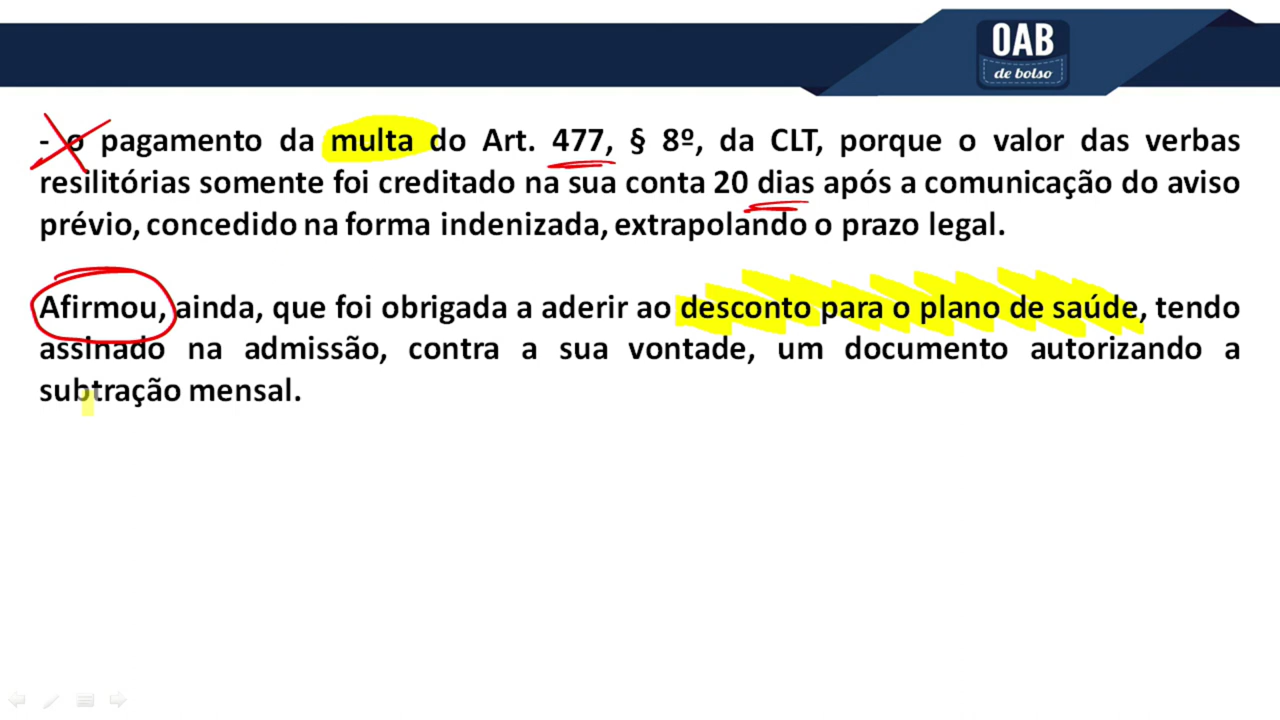 OAB
de bolso
- o pagamento da multa do Art. 477, § 8º, da CLT, porque o valor das verbas
resilitórias somente foi creditado na sua conta 20 dias após a comunicação do aviso
prévio, concedido na forma indenizada, extrapolando o prazo legal.
Afirmou, ainda, que foi obrigada a aderir ao desconto para o plano de saúde, tendo
assinado na admissão, contra a sua vontade, um documento autorizando a
subtração mensal.